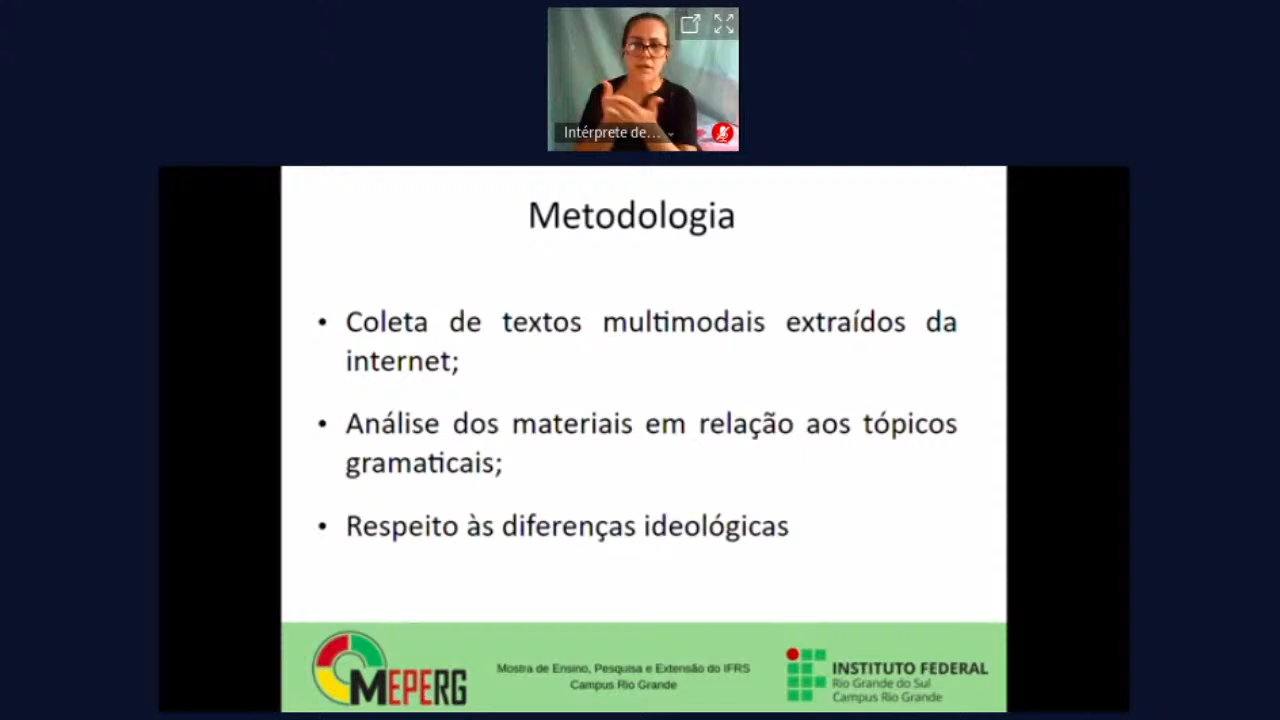 Intérprete de...
Metodologia
• Coleta de textos multimodais extraídos da
internet;
• Análise dos materiais em relação aos tópicos
gramaticais;
• Respeito às diferenças ideológicas
MEPERG
Mostra de Ensino, Pesquisa e Extensão do IFRS
Campus Rio Grande
INSTITUTO FEDERAL
Rio Grande do Sul
Campus Rio Grande